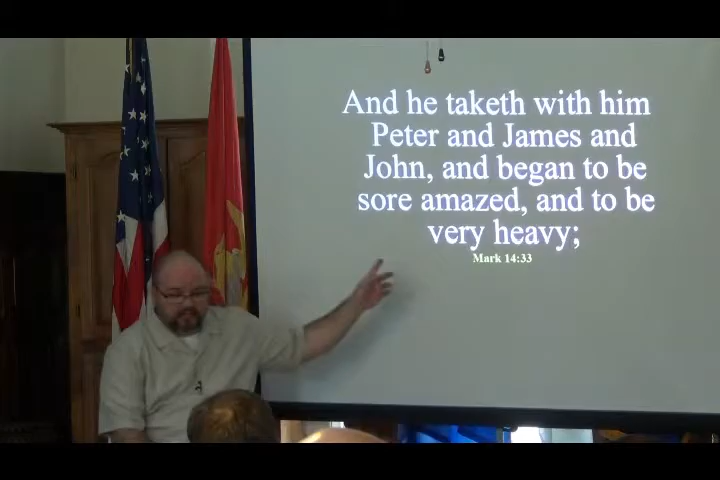 And he taketh with him
Peter and James and
John, and began to be
sore amazed, and to be
very heavy;
Mark 14:33